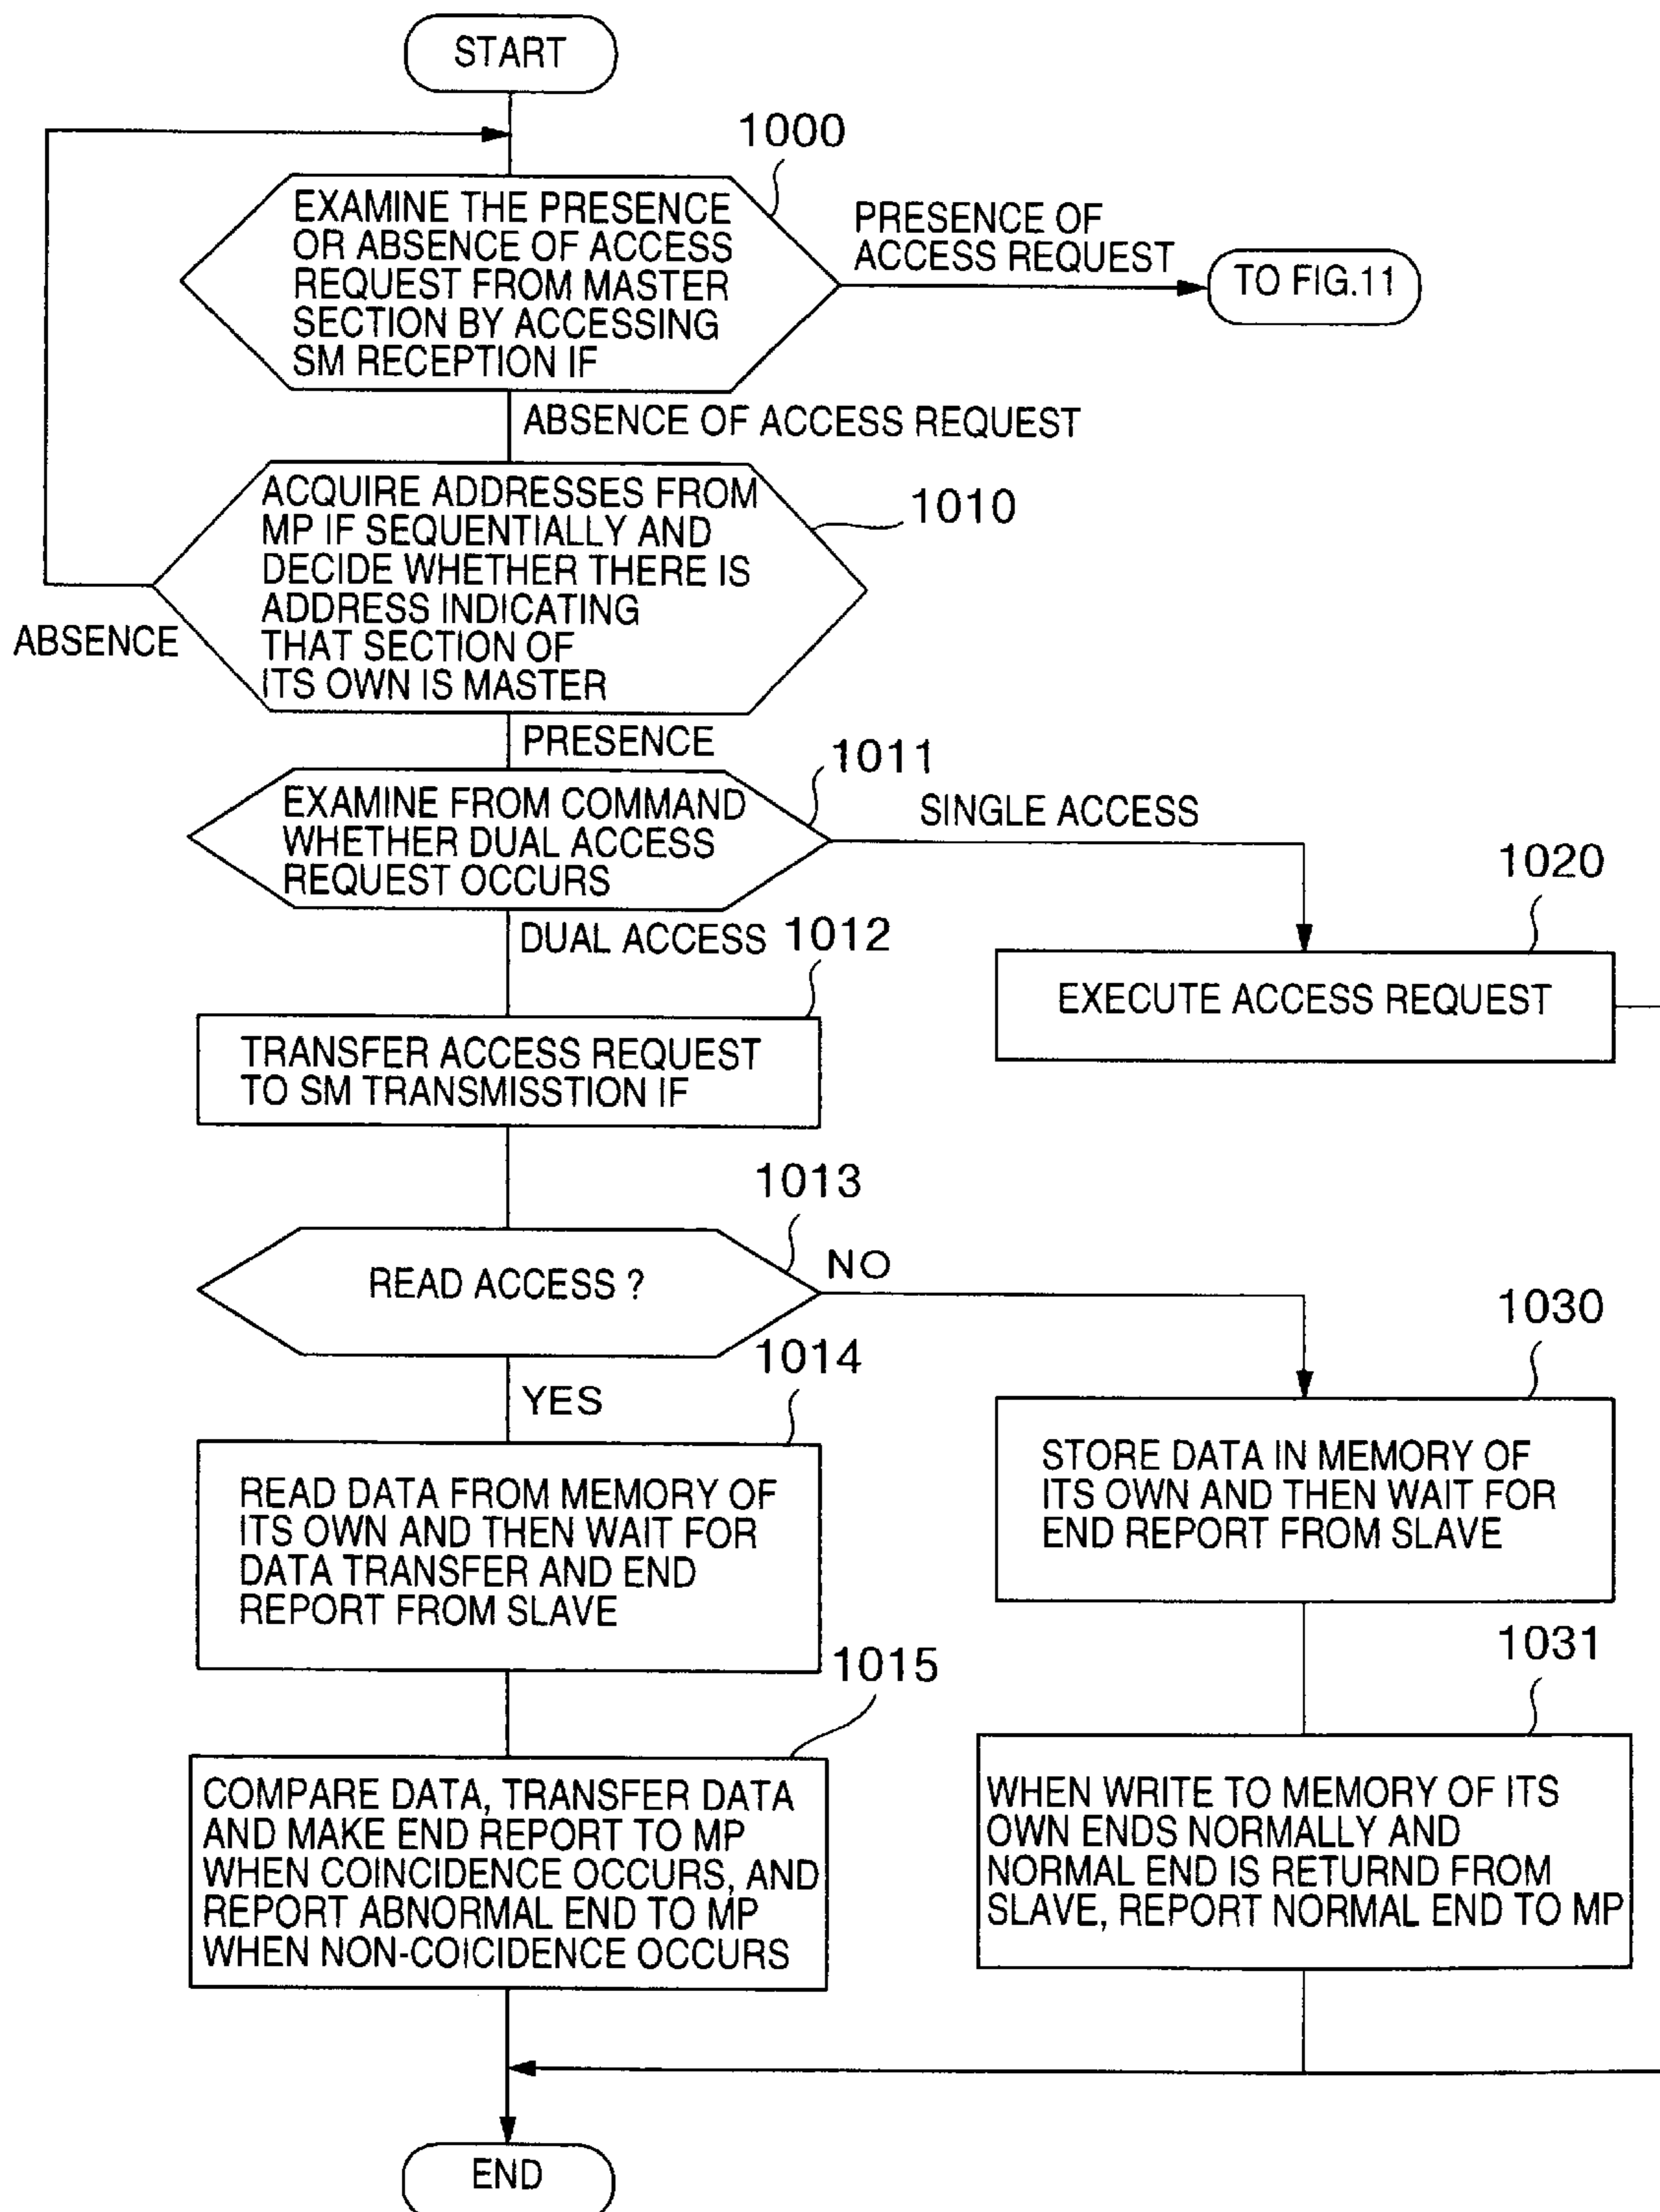 START
1000
EXAMINE THE PRESENCE
OR ABSENCE OF ACCESS
REQUEST FROM MASTER
SECTION BY ACCESSING
SM RECEPTION IF
PRESENCE OF
ACCESS REQUEST
TO FIG.11
ABSENCE OF ACCESS REQUEST
ACQUIRE ADDRESSES FROM
MP IF SEQUENTIALLY AND
DECIDE WHETHER THERE IS
ADDRESS INDICATING
THAT SECTION OF
ITS OWN IS MASTER
1010
ABSENCE
PRESENCE
1011
EXAMINE FROM COMMAND
WHETHER DUAL ACCESS
REQUEST OCCURS
SINGLE ACCESS
1020
EXECUTE ACCESS REQUEST
DUAL ACCESS
1012
TRANSFER ACCESS REQUEST
TO SM TRANSMISSTION IF
1013
READ ACCESS ?
NO
YES
1014
READ DATA FROM MEMORY OF
ITS OWN AND THEN WAIT FOR
DATA TRANSFER AND END
REPORT FROM SLAVE
1030
STORE DATA IN MEMORY OF
ITS OWN AND THEN WAIT FOR
END REPORT FROM SLAVE
1015
COMPARE DATA, TRANSFER DATA
AND MAKE END REPORT TO MP
WHEN COINCIDENCE OCCURS, AND
REPORT ABNORMAL END TO MP
WHEN NON-COICIDENCE OCCURS
1031
WHEN WRITE TO MEMORY OF ITS
OWN ENDS NORMALLY AND
NORMAL END IS RETURND FROM
SLAVE, REPORT NORMAL END TO MP
END